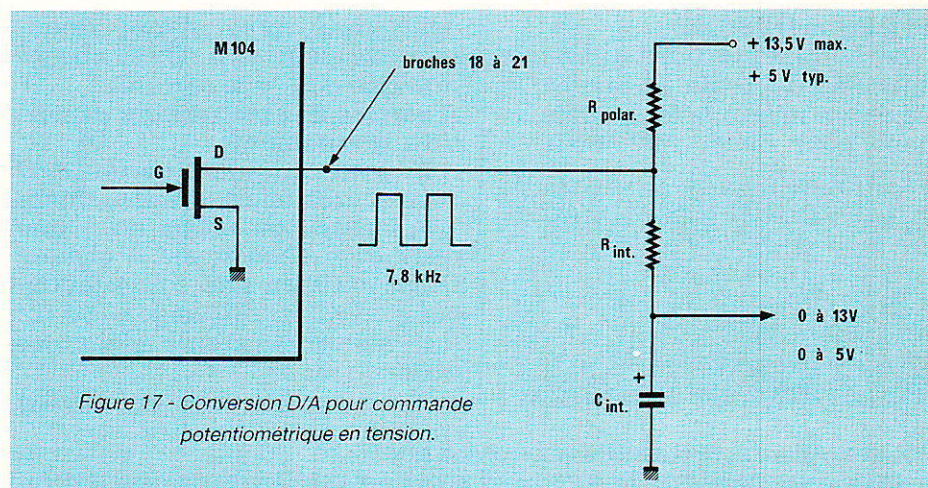 M 104
broches 18 à 21
+ 13,5 V max.
+ 5 V typ.
R polar.
D
G
S
7,8 kHz
R int.
0 à 13V
0 à 5V
+
C int.
Figure 17 - Conversion D/A pour commande
potentiométrique en tension.